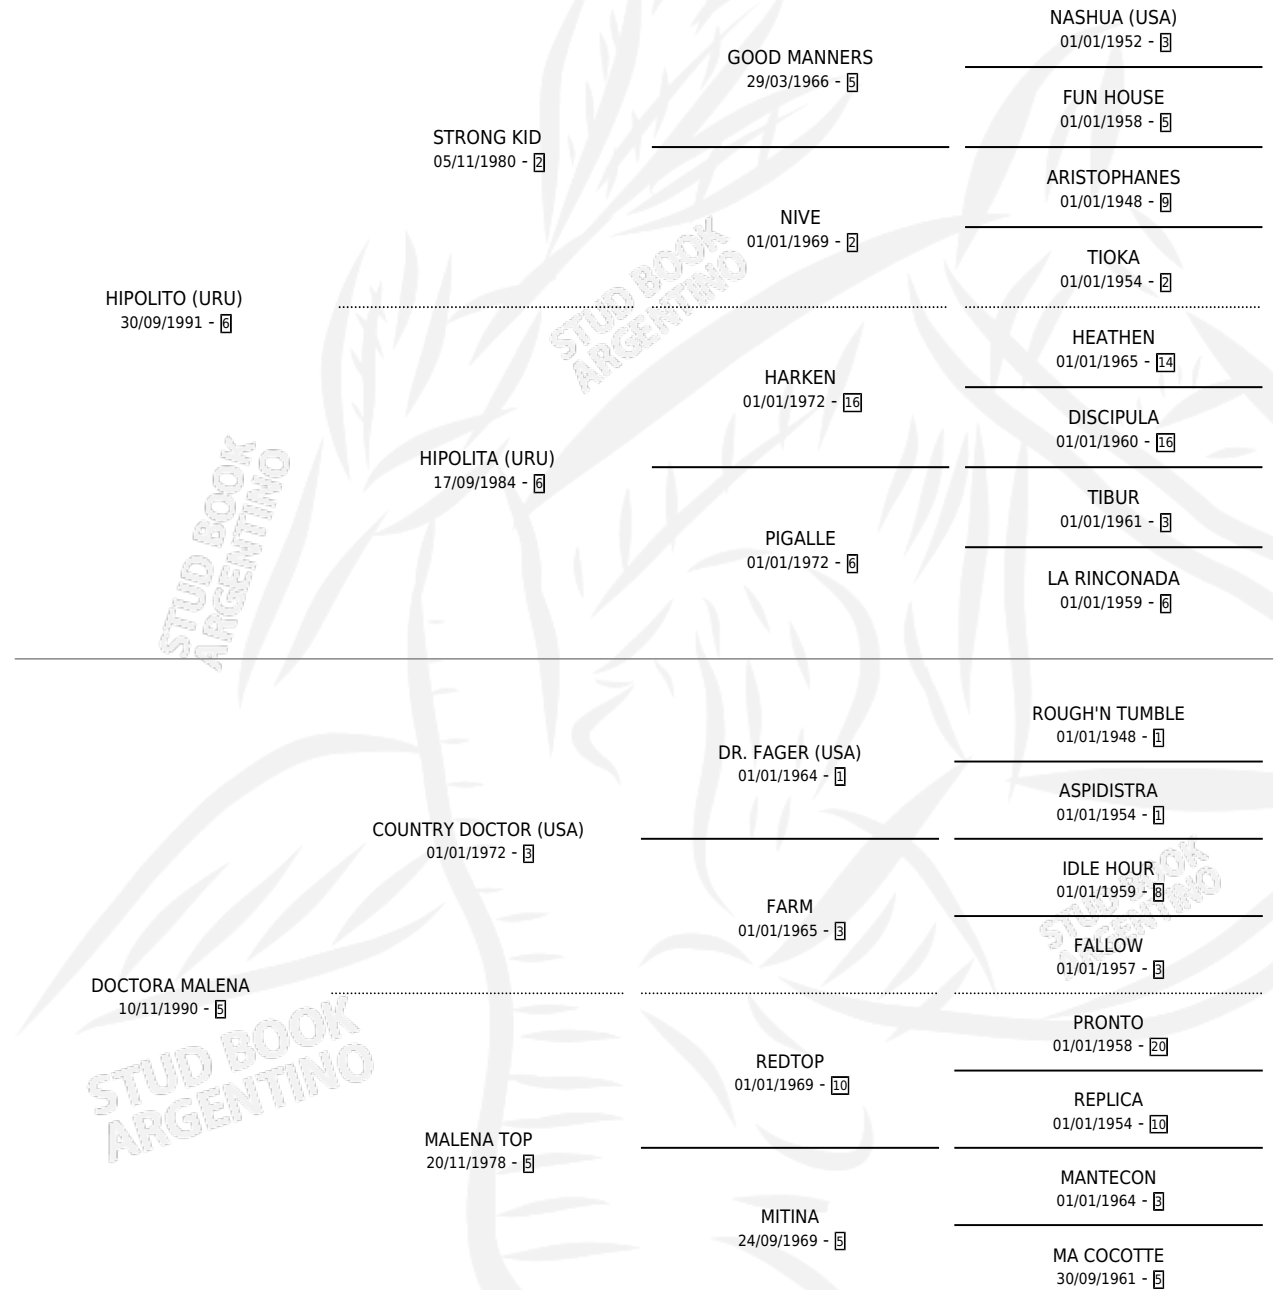 NASHUA (USA)
01/01/1952 - 3
GOOD MANNERS
29/03/1966 - 5
FUN HOUSE
01/01/1958 - 5
STRONG KID
05/11/1980 - 2
ARISTOPHANES
01/01/1948 - 9
NIVE
01/01/1969 - 2
TIOKA
01/01/1954 - 2
HIPOLITO (URU)
30/09/1991 - 6
HEATHEN
01/01/1965 - 14
HARKEN
01/01/1972 - 16
DISCIPULA
01/01/1960 - 16
HIPOLITA (URU)
17/09/1984 - 6
TIBUR
01/01/1961 - 3
PIGALLE
01/01/1972 - 6
LA RINCONADA
01/01/1959 - 6
STUD BOOK
ARGENTINO
STUD BOOK
ARGENTINO
ROUGH'N TUMBLE
01/01/1948 - 1
DR. FAGER (USA)
01/01/1964 - 1
ASPIDISTRA
01/01/1954 - 1
COUNTRY DOCTOR (USA)
01/01/1972 - 3
IDLE HOUR
01/01/1959 - 8
FARM
01/01/1965 - 3
FALLOW
01/01/1957 - 3
DOCTORA MALENA
10/11/1990 - 5
PRONTO
01/01/1958 - 20
REDTOP
01/01/1969 - 10
REPLICA
01/01/1954 - 10
MALENA TOP
20/11/1978 - 5
MANTECON
01/01/1964 - 3
MITINA
24/09/1969 - 5
MA COCOTTE
30/09/1961 - 5
STUD BOOK
ARGENTINO
STUD BOOK
ARGENTINO